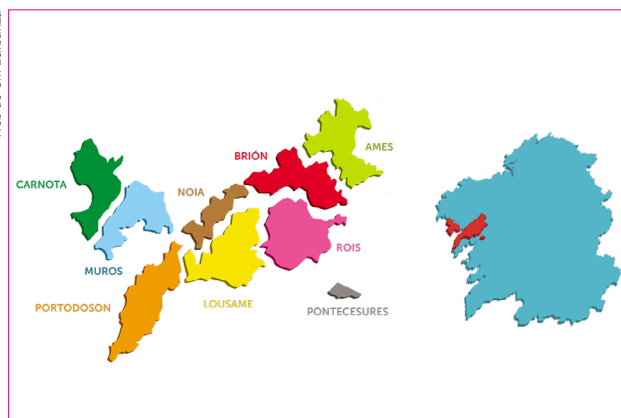 AMES
BRIÓN
CARNOTA
NOIA
ROIS
MUROS
PORTODOSON
LOUSAME
PONTECESURES